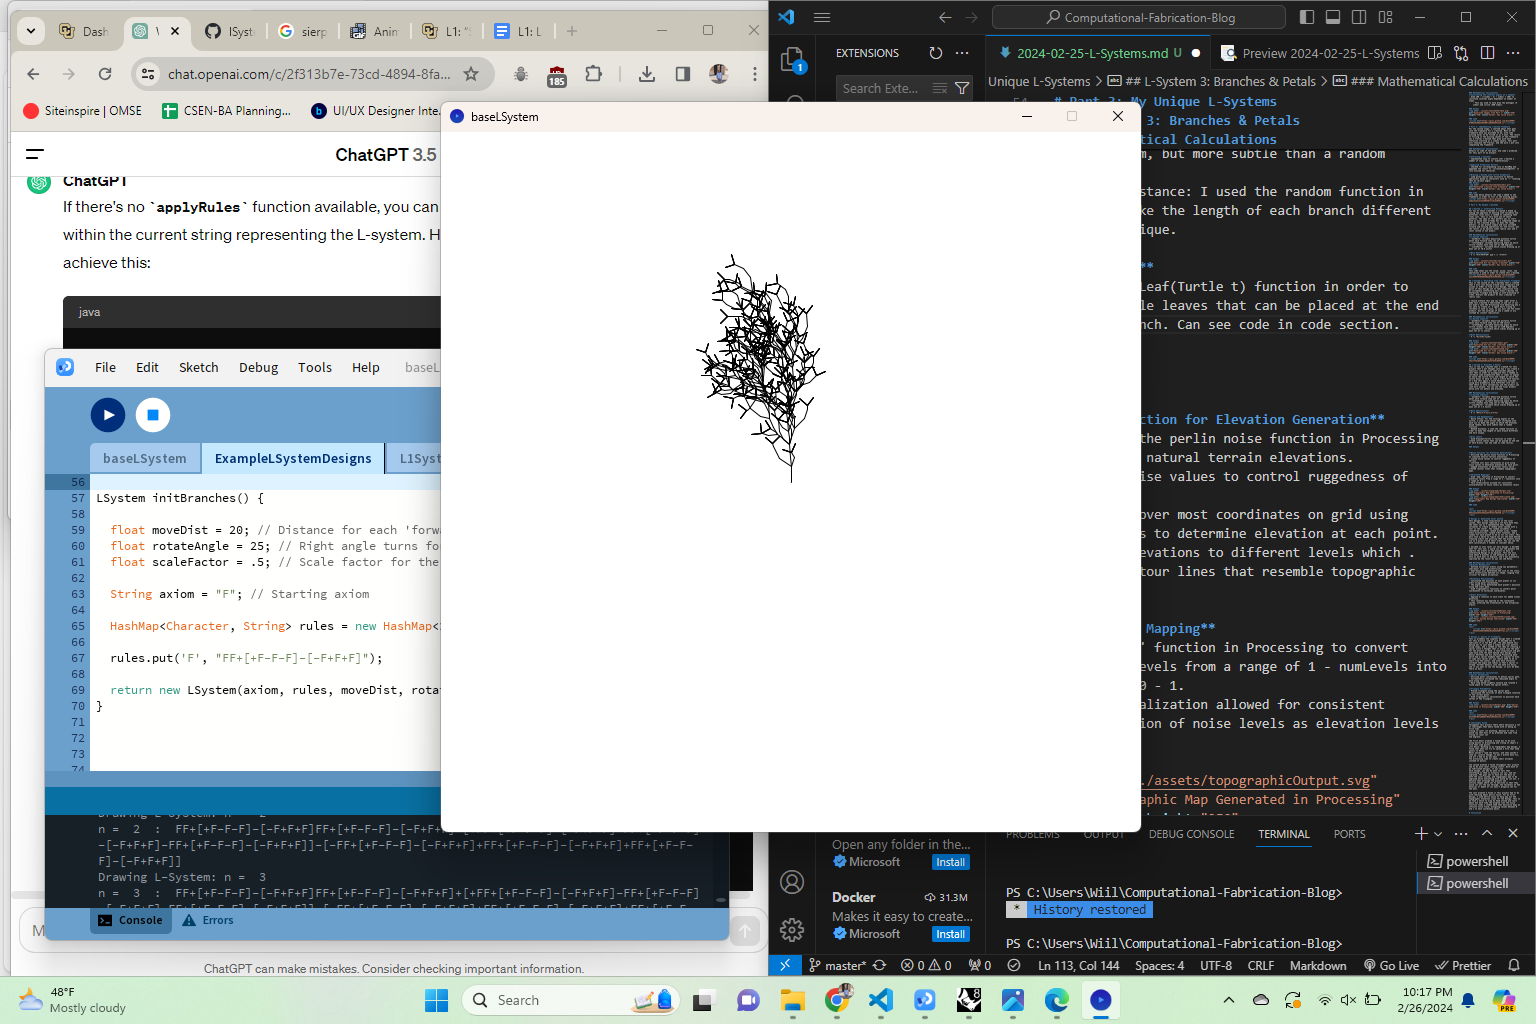 Dash
lSyste
sierp
Anim
L1: "S
L1: L
chat.openai.com/c/2f313b7e-73cd-4894-8fa...
185
Siteinspire | OMSE
CSEN-BA Planning...
UI/UX Designer Inte.
ChatGPT 3.5
ChatGPT
If there's no `applyRules` function available, you can
within the current string representing the L-system. H
achieve this:
java
baseLSystem
File
Edit
Sketch
Debug
Tools
Help
baseL
baseLSystem
ExampleLSystemDesigns
L1Syst
56
57 LSystem initBranches() {
58
59 float moveDist = 20; // Distance for each 'forwa
60 float rotateAngle = 25; // Right angle turns fo
61 float scaleFactor = .5; // Scale factor for the
62
63 String axiom = "F"; // Starting axiom
64
65 HashMap<Character, String> rules = new HashMap<
66
67 rules.put('F', "FF+[+F-F-F]-[-F+F+F]");
68
69 return new LSystem(axiom, rules, moveDist, rota
70 }
71
72
73
74
Drawing L-System: n = 2
n = 2 : FF+[+F-F-F]-[-F+F+F]FF+[+F-F-F]-[-F+F+
Drawing L-System: n = 3
n = 3 : FF+[+F-F-F]-[-F+F+F]FF+[+F-F-F]-[-F+F+F]+[+FF+[+F-F-F]-[-F+F+F]-FF+[+F-F-F]
Console
Errors
M
ChatGPT can make mistakes. Consider checking important information.
Computational-Fabrication-Blog
1
EXTENSIONS
Search Exte...
2024-02-25-L-Systems.md U
Preview 2024-02-25-L-Systems
Unique L-Systems > ## L-System 3: Branches & Petals > ### Mathematical Calculations
# Part 3: My Unique L-Systems
3: Branches & Petals
tical Calculations
, but more subtle than a random
stance: I used the random function in
ke the length of each branch different
ique.
**
Leaf(Turtle t) function in order to
le leaves that can be placed at the end
nch. Can see code in code section.
ction for Elevation Generation**
the perlin noise function in Processing
natural terrain elevations.
ise values to control ruggedness of
over most coordinates on grid using
s to determine elevation at each point.
evations to different levels which .
tour lines that resemble topographic
Mapping**
' function in Processing to convert
evels from a range of 1 - numLevels into
0 - 1.
alization allowed for consistent
ion of noise levels as elevation levels
./assets/topographicOutput.svg"
aphic Map Generated in Processing"
Open any folder in the...
Microsoft
Install
Docker
31.3M
Makes it easy to create...
Microsoft
Install
PROBLEMS
OUTPUT
DEBUG CONSOLE
TERMINAL
PORTS
powershell
powershell
PS C:\Users\Will\Computational-Fabrication-Blog>
* History restored
PS C:\Users\Will\Computational-Fabrication-Blog>
master*
0
0
0
Ln 113, Col 144
Spaces: 4
UTF-8
CRLF
Markdown
Go Live
Prettier
48°F
Mostly cloudy
Search
10:17 PM
2/26/2024
PRE